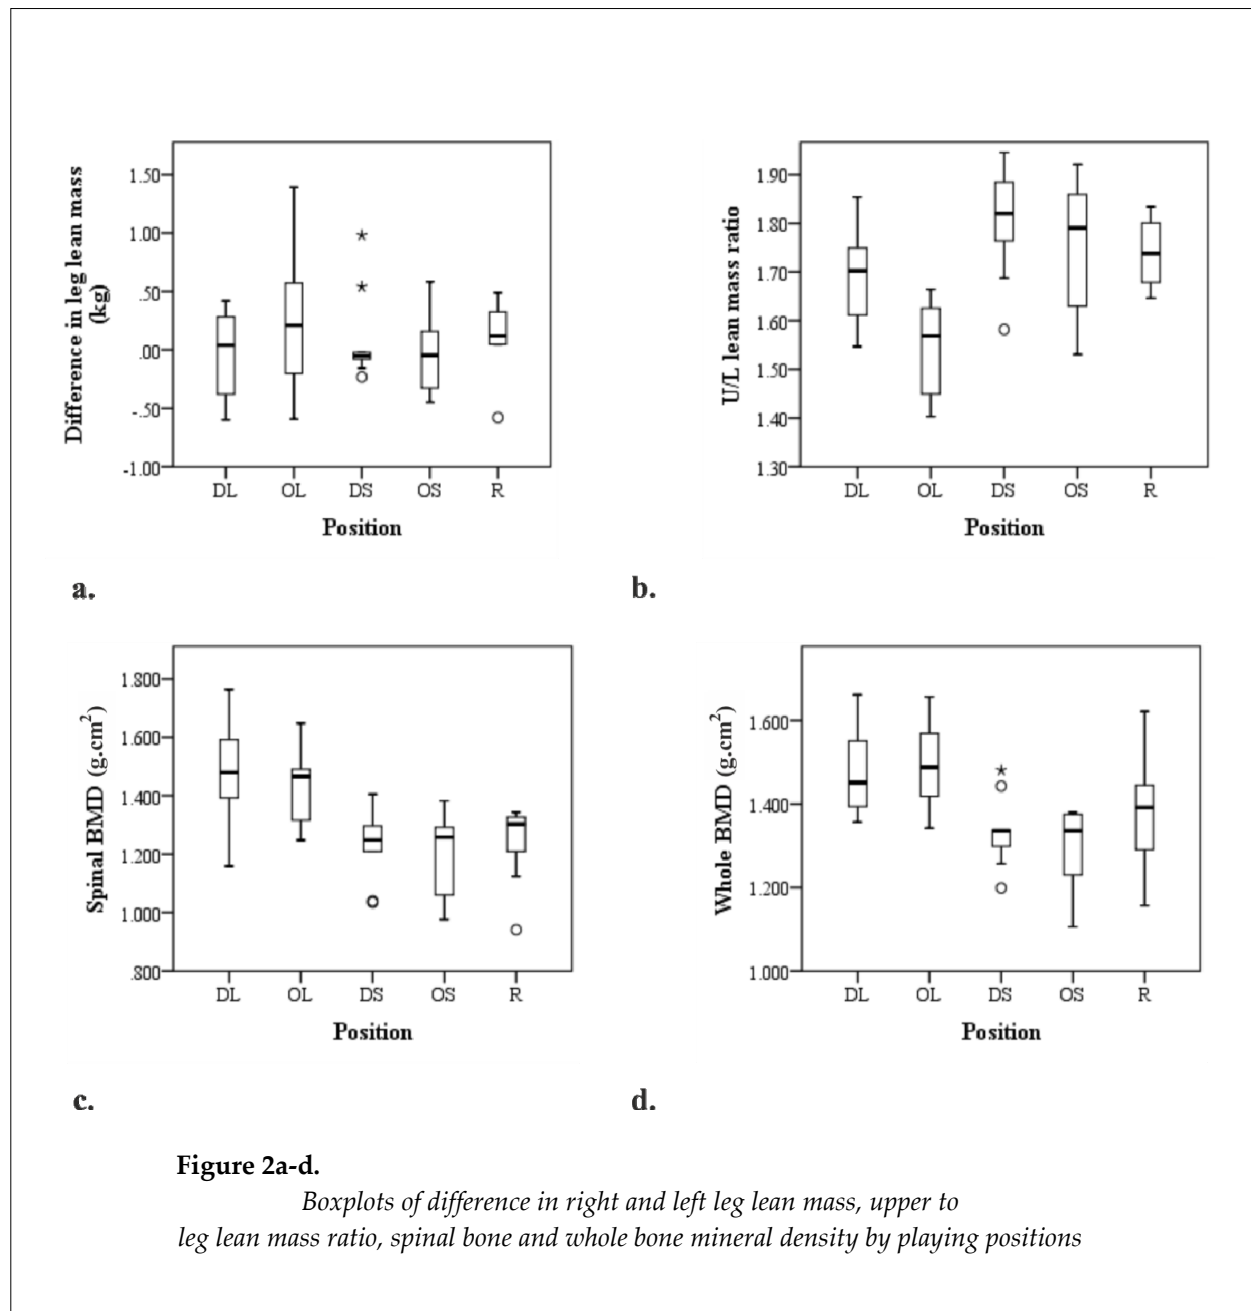 1.50
1.00
.50
.00
-.50
-1.00
Difference in leg lean mass
(kg)
DL OL DS OS R
Position
a.
1.90
1.80
1.70
1.60
1.50
1.40
1.30
U/L lean mass ratio
DL OL DS OS R
Position
b.
1.800
1.600
1.400
1.200
1.000
.800
Spinal BMD (g.cm²)
DL OL DS OS R
Position
c.
1.600
1.400
1.200
1.000
Whole BMD (g.cm²)
DL OL DS OS R
Position
d.
Figure 2a-d.
Boxplots of difference in right and left leg lean mass, upper to
leg lean mass ratio, spinal bone and whole bone mineral density by playing positions